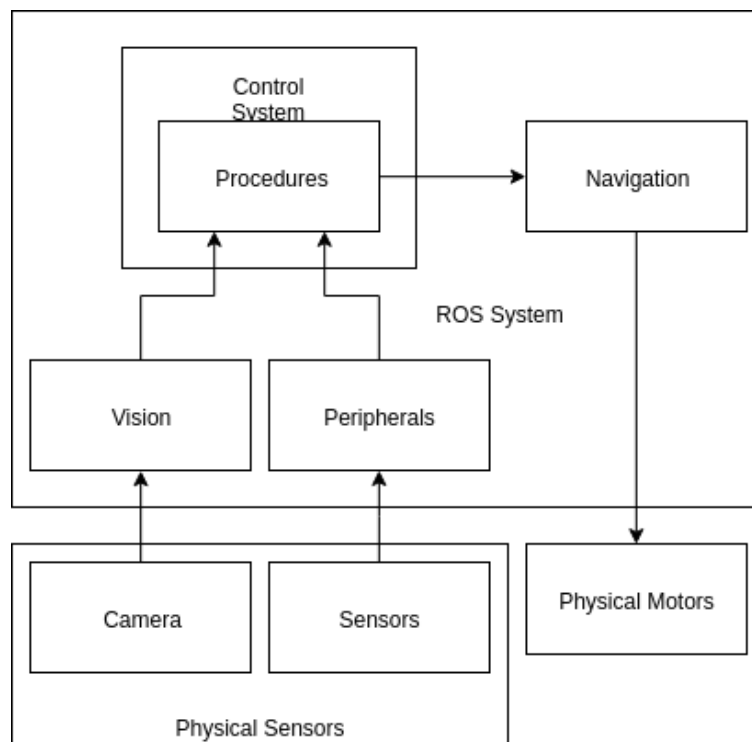 Control
System
Procedures
Navigation
ROS System
Vision
Peripherals
Camera
Sensors
Physical Motors
Physical Sensors